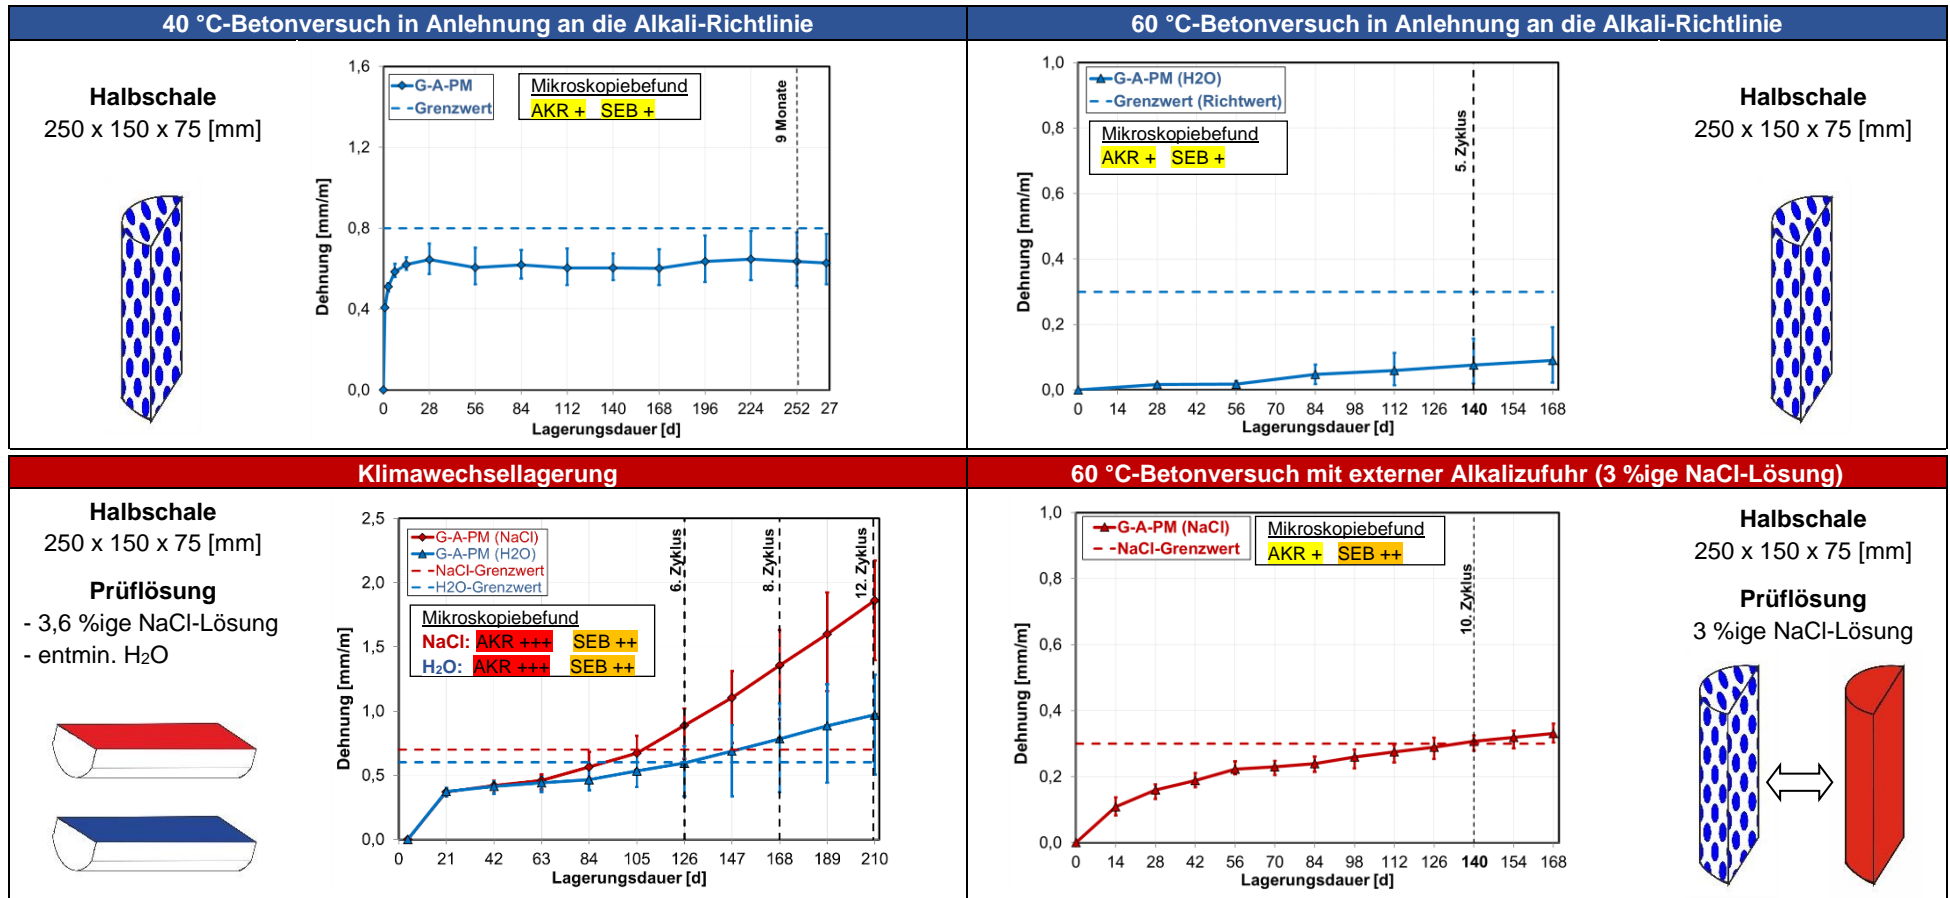 40 °C-Betonversuch in Anlehnung an die Alkali-Richtlinie
Halbschale
250 x 150 x 75 [mm]
1,6
1,2
0,8
0,4
0,0
Dehnung [mm/m]
G-A-PM
Grenzwert
Mikroskopiebefund
AKR + SEB +
9 Monate
0 28 56 84 112 140 168 196 224 252 27
Lagerungsdauer [d]
60 °C-Betonversuch in Anlehnung an die Alkali-Richtlinie
1,0
0,8
0,6
0,4
0,2
0,0
Dehnung [mm/m]
G-A-PM (H2O)
Grenzwert (Richtwert)
Mikroskopiebefund
AKR + SEB +
5. Zyklus
0 14 28 42 56 70 84 98 112 126 140 154 168
Lagerungsdauer [d]
Halbschale
250 x 150 x 75 [mm]
Klimawechsellagerung
Halbschale
250 x 150 x 75 [mm]
Prüflösung
- 3,6 %ige NaCl-Lösung
- entmin. H₂O
2,5
2,0
1,5
1,0
0,5
0,0
Dehnung [mm/m]
G-A-PM (NaCl)
G-A-PM (H2O)
NaCl-Grenzwert
H2O-Grenzwert
Mikroskopiebefund
NaCl: AKR +++ SEB ++
H₂O: AKR +++ SEB ++
6. Zyklus
8. Zyklus
12. Zyklus
0 21 42 63 84 105 126 147 168 189 210
Lagerungsdauer [d]
60 °C-Betonversuch mit externer Alkalizufuhr (3 %ige NaCl-Lösung)
1,0
0,8
0,6
0,4
0,2
0,0
Dehnung [mm/m]
G-A-PM (NaCl)
NaCl-Grenzwert
Mikroskopiebefund
AKR + SEB ++
10. Zyklus
0 14 28 42 56 70 84 98 112 126 140 154 168
Lagerungsdauer [d]
Halbschale
250 x 150 x 75 [mm]
Prüflösung
3 %ige NaCl-Lösung